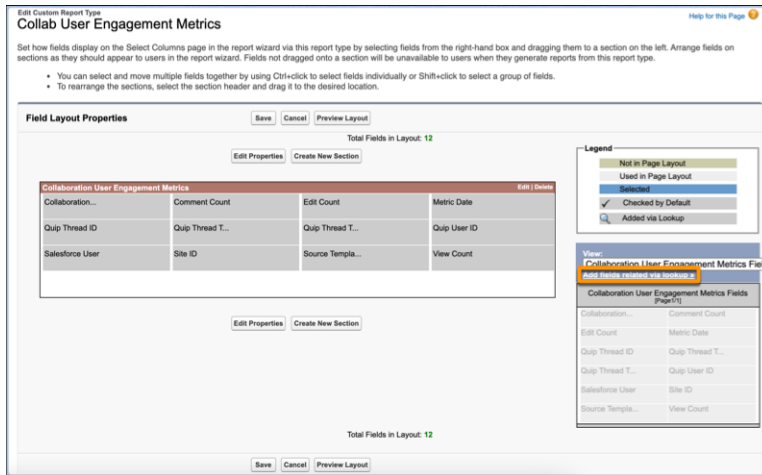 Edit Custom Report Type
Collab User Engagement Metrics
Help for this Page
Set how fields display on the Select Columns page in the report wizard via this report type by selecting fields from the right-hand box and dragging them to a section on the left. Arrange fields on
sections as they should appear to users in the report wizard. Fields not dragged onto a section will be unavailable to users when they generate reports from this report type.
• You can select and move multiple fields together by using Ctrl+click to select fields individually or Shift+click to select a group of fields.
• To rearrange the sections, select the section header and drag it to the desired location.
Field Layout Properties
Save Cancel Preview Layout
Total Fields in Layout: 12
Edit Properties Create New Section
Collaboration User Engagement Metrics Edit | Delete
Collaboration... Comment Count Edit Count Metric Date
Quip Thread ID Quip Thread T... Quip Thread T... Quip User ID
Salesforce User Site ID Source Templa... View Count
Edit Properties Create New Section
Total Fields in Layout: 12
Save Cancel Preview Layout
Legend
Not in Page Layout
Used in Page Layout
Selected
Checked by Default
Added via Lookup
View:
Collaboration User Engagement Metrics Fie
Add fields related via lookup »
Collaboration User Engagement Metrics Fields
[Page1/1]
Collaboration... Comment Count
Edit Count Metric Date
Quip Thread ID Quip Thread T...
Quip Thread T... Quip User ID
Salesforce User Site ID
Source Templa... View Count